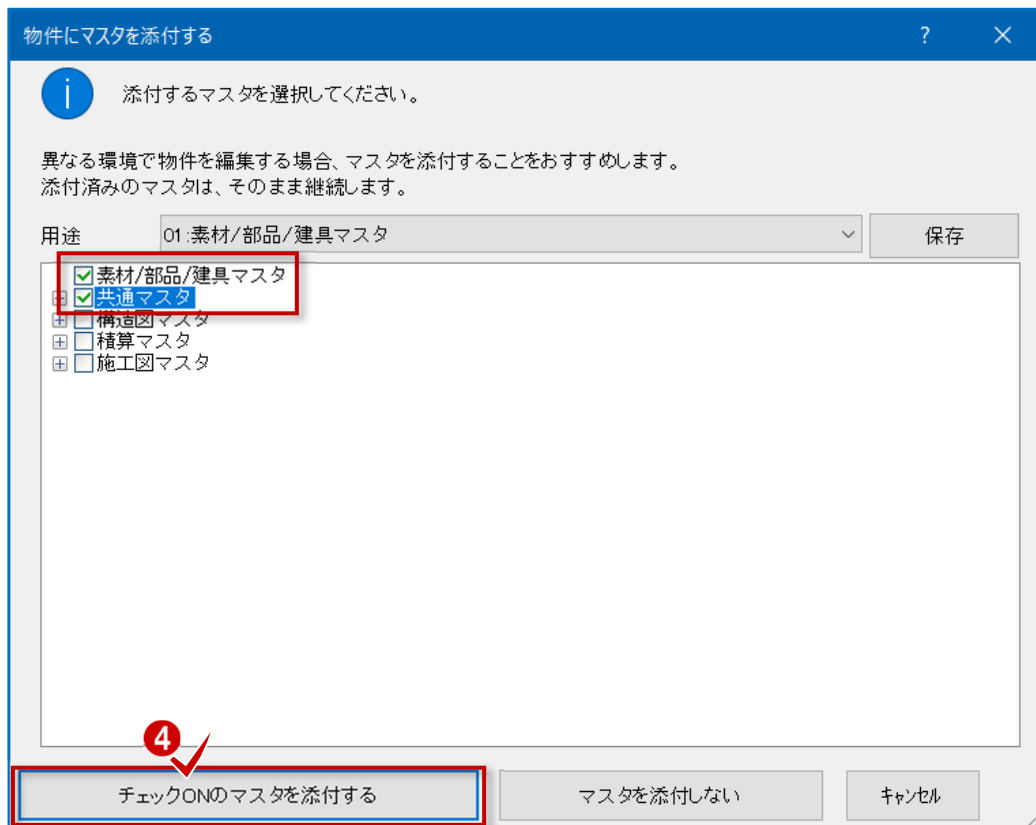 物件にマスタを添付する
?
i
添付するマスタを選択してください。
異なる環境で物件を編集する場合、マスタを添付することをおすすめします。
添付済みのマスタは、そのまま継続します。
用途
01:素材/部品/建具マスタ
保存
素材/部品/建具マスタ
共通マスタ
構造図マスタ
積算マスタ
施工図マスタ
4
チェックONのマスタを添付する
マスタを添付しない
ｷｬﾝｾﾙ